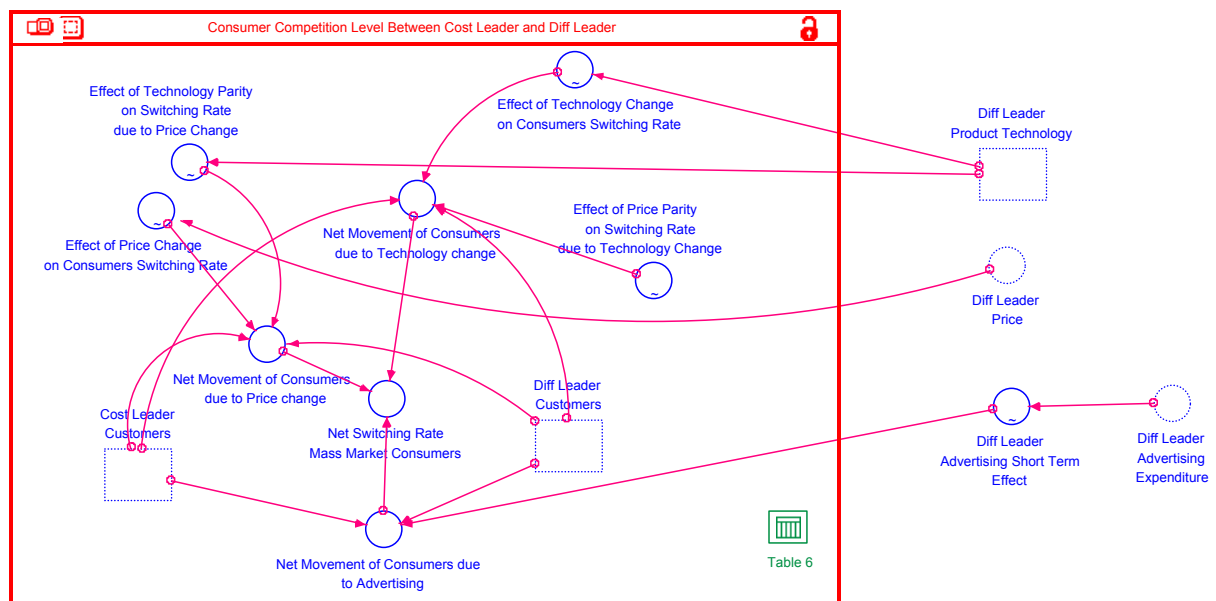 Consumer Competition Level Between Cost Leader and Diff Leader
Effect of Technology Parity
on Switching Rate
due to Price Change
Effect of Technology Change
on Consumers Switching Rate
Diff Leader
Product Technology
~
~
~
Effect of Price Change
on Consumers Switching Rate
Net Movement of Consumers
due to Technology change
Effect of Price Parity
on Switching Rate
due to Technology Change
~
Diff Leader
Price
Net Movement of Consumers
due to Price change
Cost Leader
Customers
Net Switching Rate
Mass Market Consumers
Diff Leader
Customers
~
Diff Leader
Advertising Short Term
Effect
Diff Leader
Advertising
Expenditure
Net Movement of Consumers due
to Advertising
Table 6